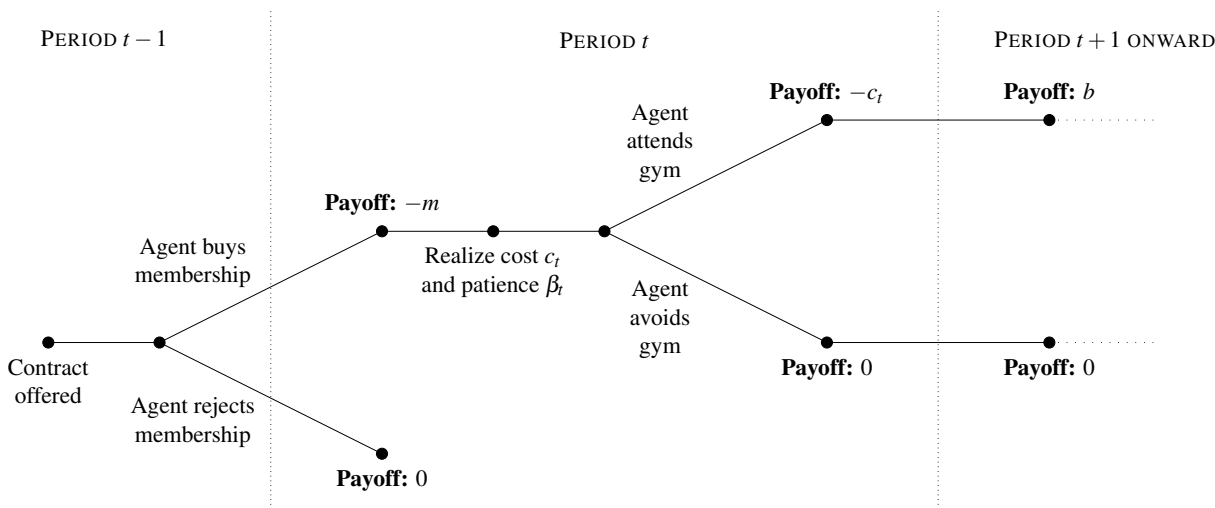 PERIOD t − 1
PERIOD t
PERIOD t + 1 ONWARD
Payoff: −c_t
Payoff: b
Agent
attends
gym
Payoff: −m
Agent buys
membership
Realize cost c_t
and patience β_t
Agent
avoids
gym
Contract
offered
Payoff: 0
Payoff: 0
Agent rejects
membership
Payoff: 0